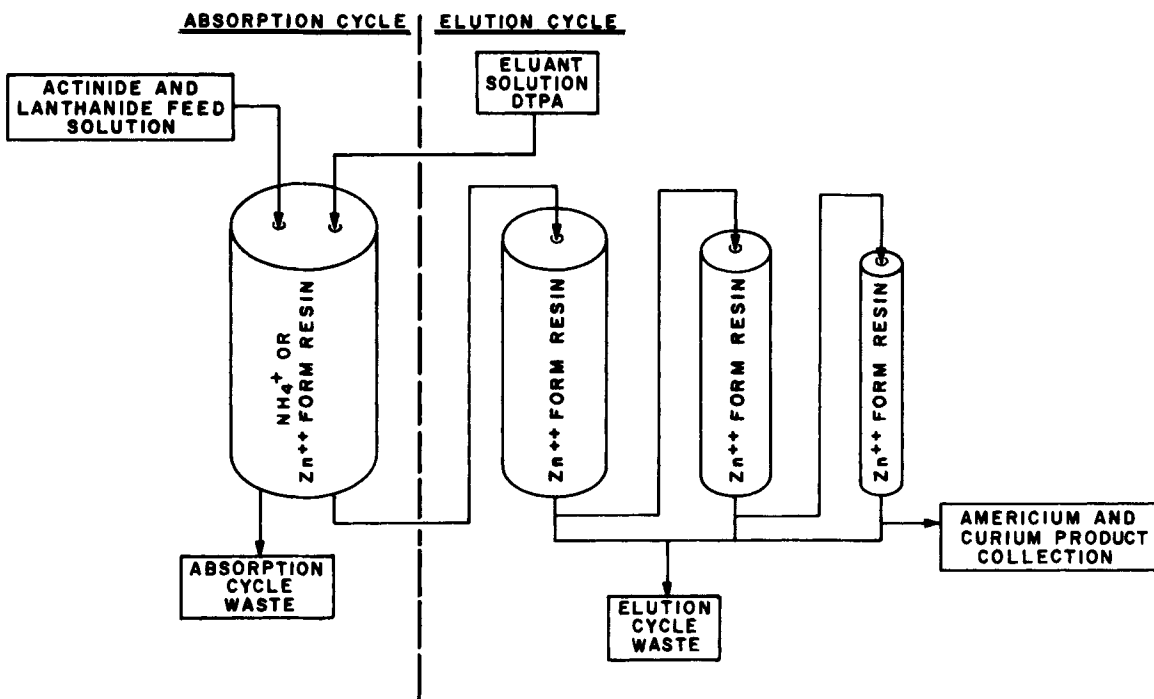 ABSORPTION CYCLE
ELUTION CYCLE
ACTINIDE AND
LANTHANIDE FEED
SOLUTION
ELUANT
SOLUTION
DTPA
NH₄⁺ OR
Zn⁺⁺ FORM RESIN
Zn⁺⁺ FORM RESIN
Zn⁺⁺ FORM RESIN
Zn⁺⁺ FORM RESIN
ABSORPTION
CYCLE
WASTE
ELUTION
CYCLE
WASTE
AMERICIUM AND
CURIUM PRODUCT
COLLECTION